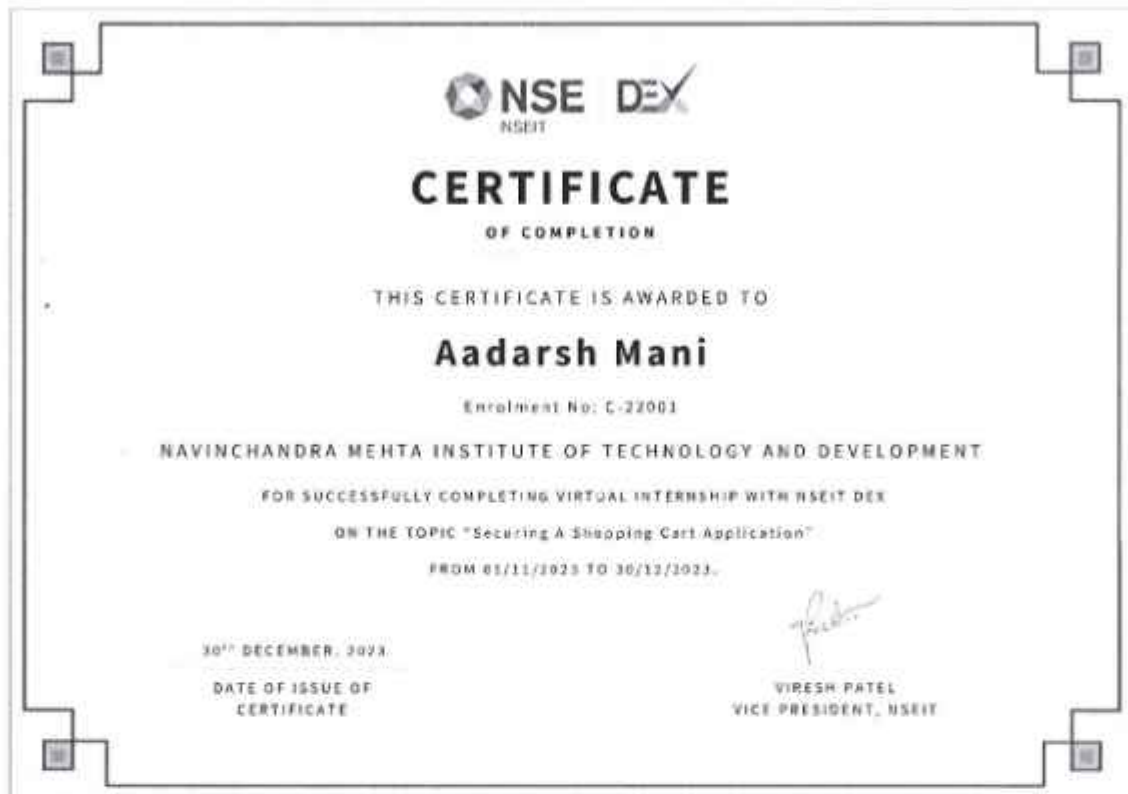 NSE DEX
NSEIT
CERTIFICATE
OF COMPLETION
THIS CERTIFICATE IS AWARDED TO
Aadarsh Mani
Enrolment No: C-22001
NAVINCHANDRA MEHTA INSTITUTE OF TECHNOLOGY AND DEVELOPMENT
FOR SUCCESSFULLY COMPLETING VIRTUAL INTERNSHIP WITH NSEIT DEX
ON THE TOPIC "Securing A Shopping Cart Application"
FROM 01/11/2023 TO 30/12/2023.
30TH DECEMBER, 2023
DATE OF ISSUE OF
CERTIFICATE
VIRESH PATEL
VICE PRESIDENT, NSEIT